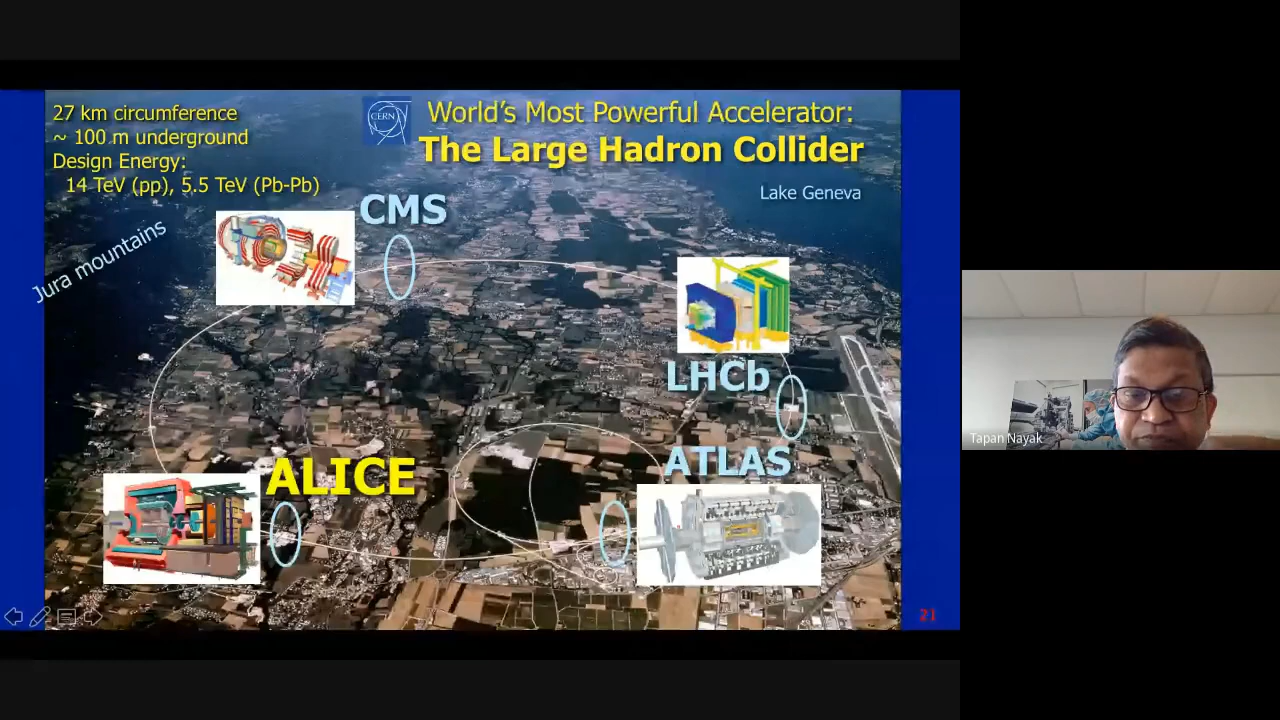 27 km circumference
~ 100 m underground
Design Energy:
14 TeV (pp), 5.5 TeV (Pb-Pb)
CERN
World's Most Powerful Accelerator:
The Large Hadron Collider
Lake Geneva
CMS
Jura mountains
LHCb
ALICE
ATLAS
21
Tapan Nayak